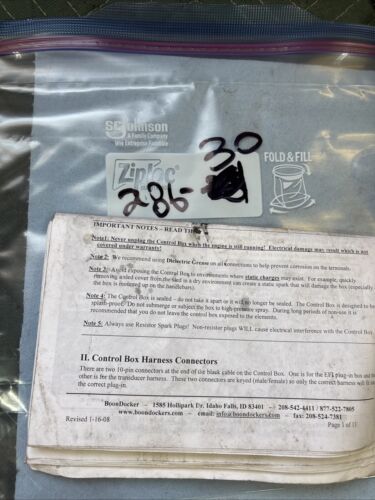 SC Johnson
A Family Company
Une Entreprise Familiale
Ziploc
FOLD & FILL
30
286-
IMPORTANT NOTES - READ
Note1: Never unplug the Control Box when the engine is still running! Electrical damage may result which is not
covered under warranty!
Note 2: We recommend using Dielectric Grease on all connections to help prevent corrosion on the terminals.
Note 3: Avoid exposing the Control Box to environments where static charges may exist. For example, quickly
removing a sled cover from the sled in a dry environment can create a static spark that will damage the box (especially
the box is mounted up on the handlebars).
Note 4: The Control Box is sealed - do not take it apart or it will no longer be sealed. The Control Box is designed to be
splash-proof. Do not submerse or subject the box to high-pressure spray. During long periods of non-use it is
recommended that you do not leave the control box exposed to the elements.
Note 5: Always use Resistor Spark Plugs! Non-resistor plugs WILL cause electrical interference with the Control Box.
II. Control Box Harness Connectors
There are two 10-pin connectors at the end of the black cable on the Control Box. One is for the EFI plug-in box and the
other is for the transducer harness. These two connectors are keyed (male/female) so only the correct harness will fit
the correct plug-in.
BoonDocker - 1585 Hollipark Dr. Idaho Falls, ID 83401 - 208-542-4411 / 877-522-7805
www.boondockers.com - email: info@boondockers.com - fax: 208-524-7381
Revised 1-16-08
Page 1 of 11